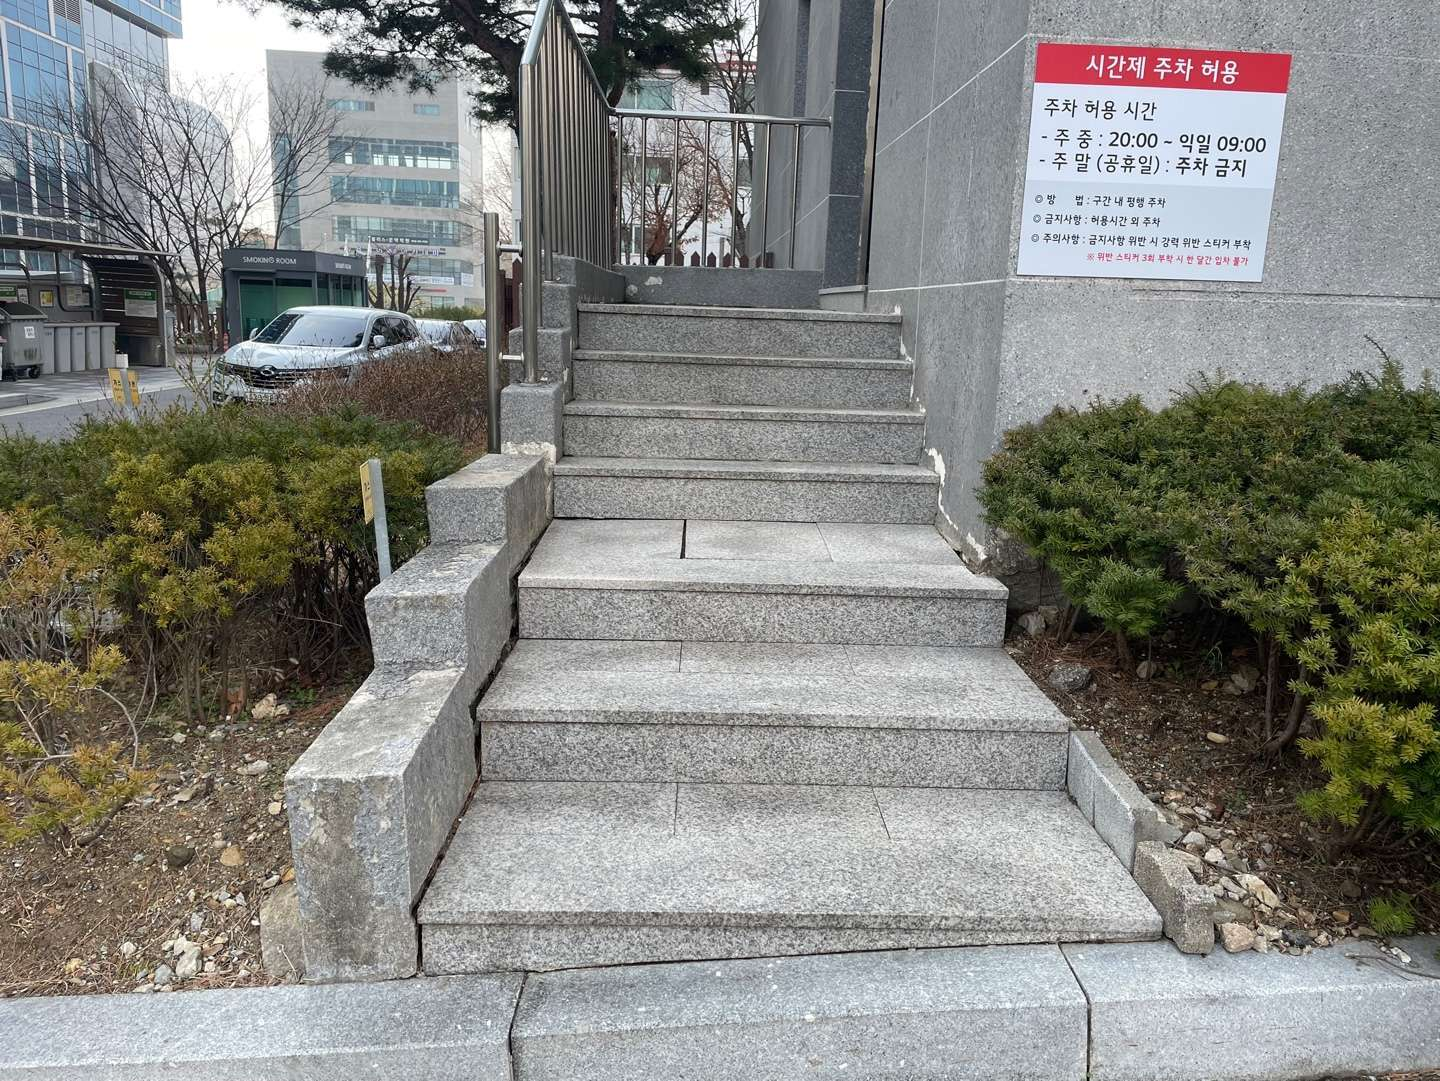 시간제 주차 허용
주차 허용 시간
- 주 중 : 20:00 ~ 익일 09:00
- 주 말 (공휴일) : 주차 금지
◎ 방 법 : 구간 내 평행 주차
◎ 금지사항 : 허용시간 외 주차
◎ 주의사항 : 금지사항 위반 시 강력 위반 스티커 부착
※ 위반 스티커 3회 부착 시 한 달간 입차 불가
SMOKING ROOM